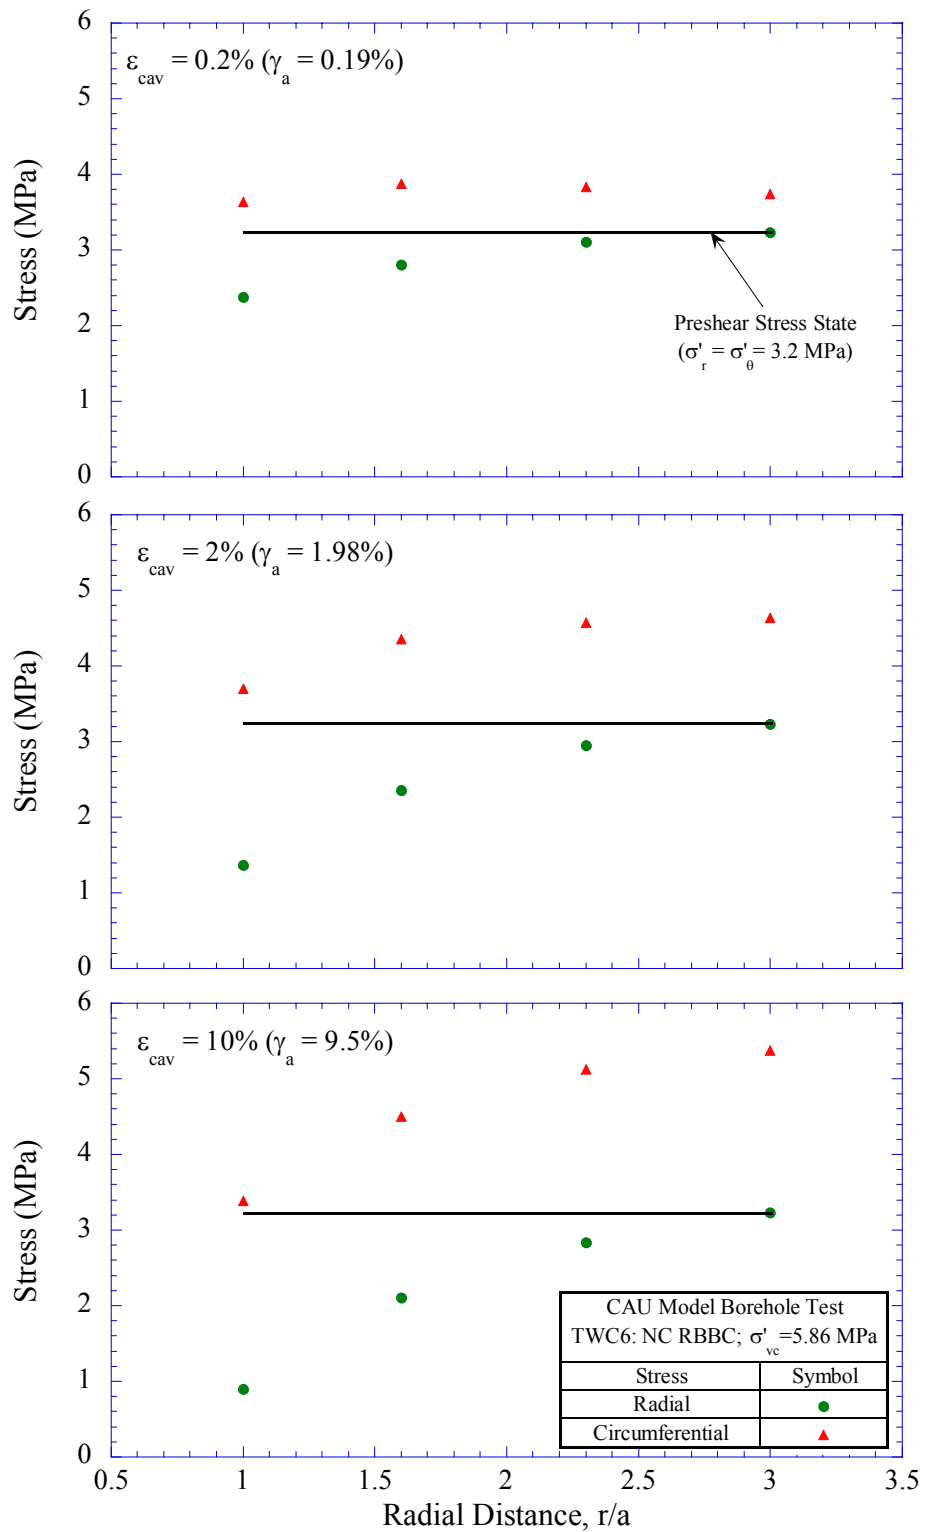 6
ε_cav = 0.2% (γ_a = 0.19%)
5
4
Stress (MPa)
3
Preshear Stress State
2
(σ'_r = σ'_θ= 3.2 MPa)
1
0
6
ε_cav = 2% (γ_a = 1.98%)
5
4
Stress (MPa)
3
2
1
0
6
ε_cav = 10% (γ_a = 9.5%)
5
4
Stress (MPa)
3
2
CAU Model Borehole Test
TWC6: NC RBBC; σ'_vc=5.86 MPa
Stress Symbol
1
Radial
Circumferential
0
0.5 1 1.5 2 2.5 3 3.5
Radial Distance, r/a